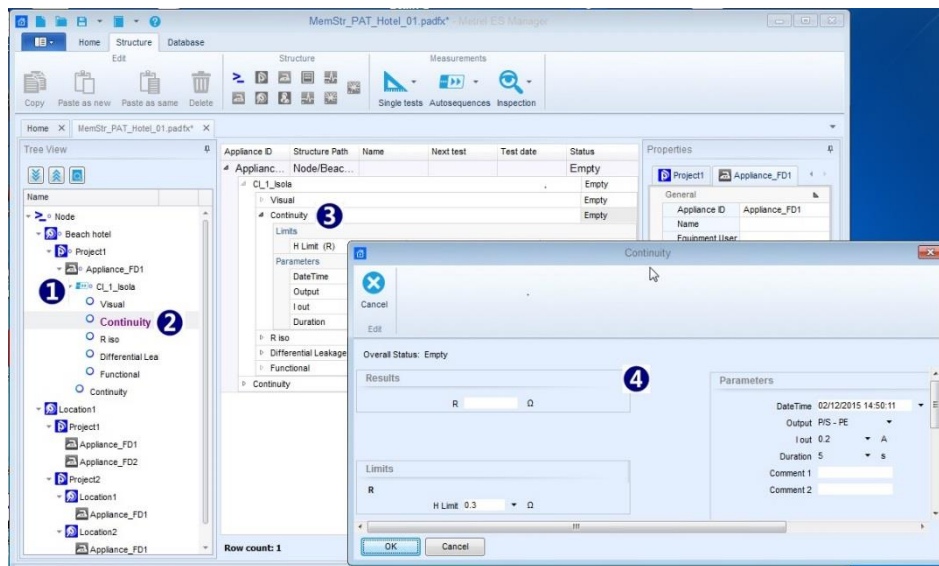 MemStr_PAT_Hotel_01.padfx* - Metrel ES Manager
Home Structure Database
Edit Structure Measurements
Copy Paste as new Paste as same Delete Single tests Autosequences Inspection
Home X MemStr_PAT_Hotel_01.padfx* X
Tree View
Name
Node
Beach hotel
Project1
Appliance_FD1
1 Cl_1_Isola
Visual
Continuity 2
R iso
Differential Lea
Functional
Continuity
Location1
Project1
Appliance_FD1
Appliance_FD2
Project2
Location1
Appliance_FD1
Location2
Appliance_FD1
Appliance ID Structure Path Name Next test Test date Status
Applianc... Node/Beac... Empty
Cl_1_Isola Empty
Visual Empty
Continuity 3 Empty
Limits
H Limit (R)
Parameters
DateTime
Output
I out
Duration
R iso
Differential Leakage
Functional
Continuity
Row count: 1
Properties
Project1 Appliance_FD1
General
Appliance ID Appliance_FD1
Name
Equipment User
Continuity
Cancel
Edit
Overall Status: Empty
Results
4
R Ω
Limits
R
H Limit 0.3 Ω
Parameters
DateTime 02/12/2015 14:50:11
Output P/S - PE
I out 0.2 A
Duration 5 s
Comment 1
Comment 2
OK Cancel